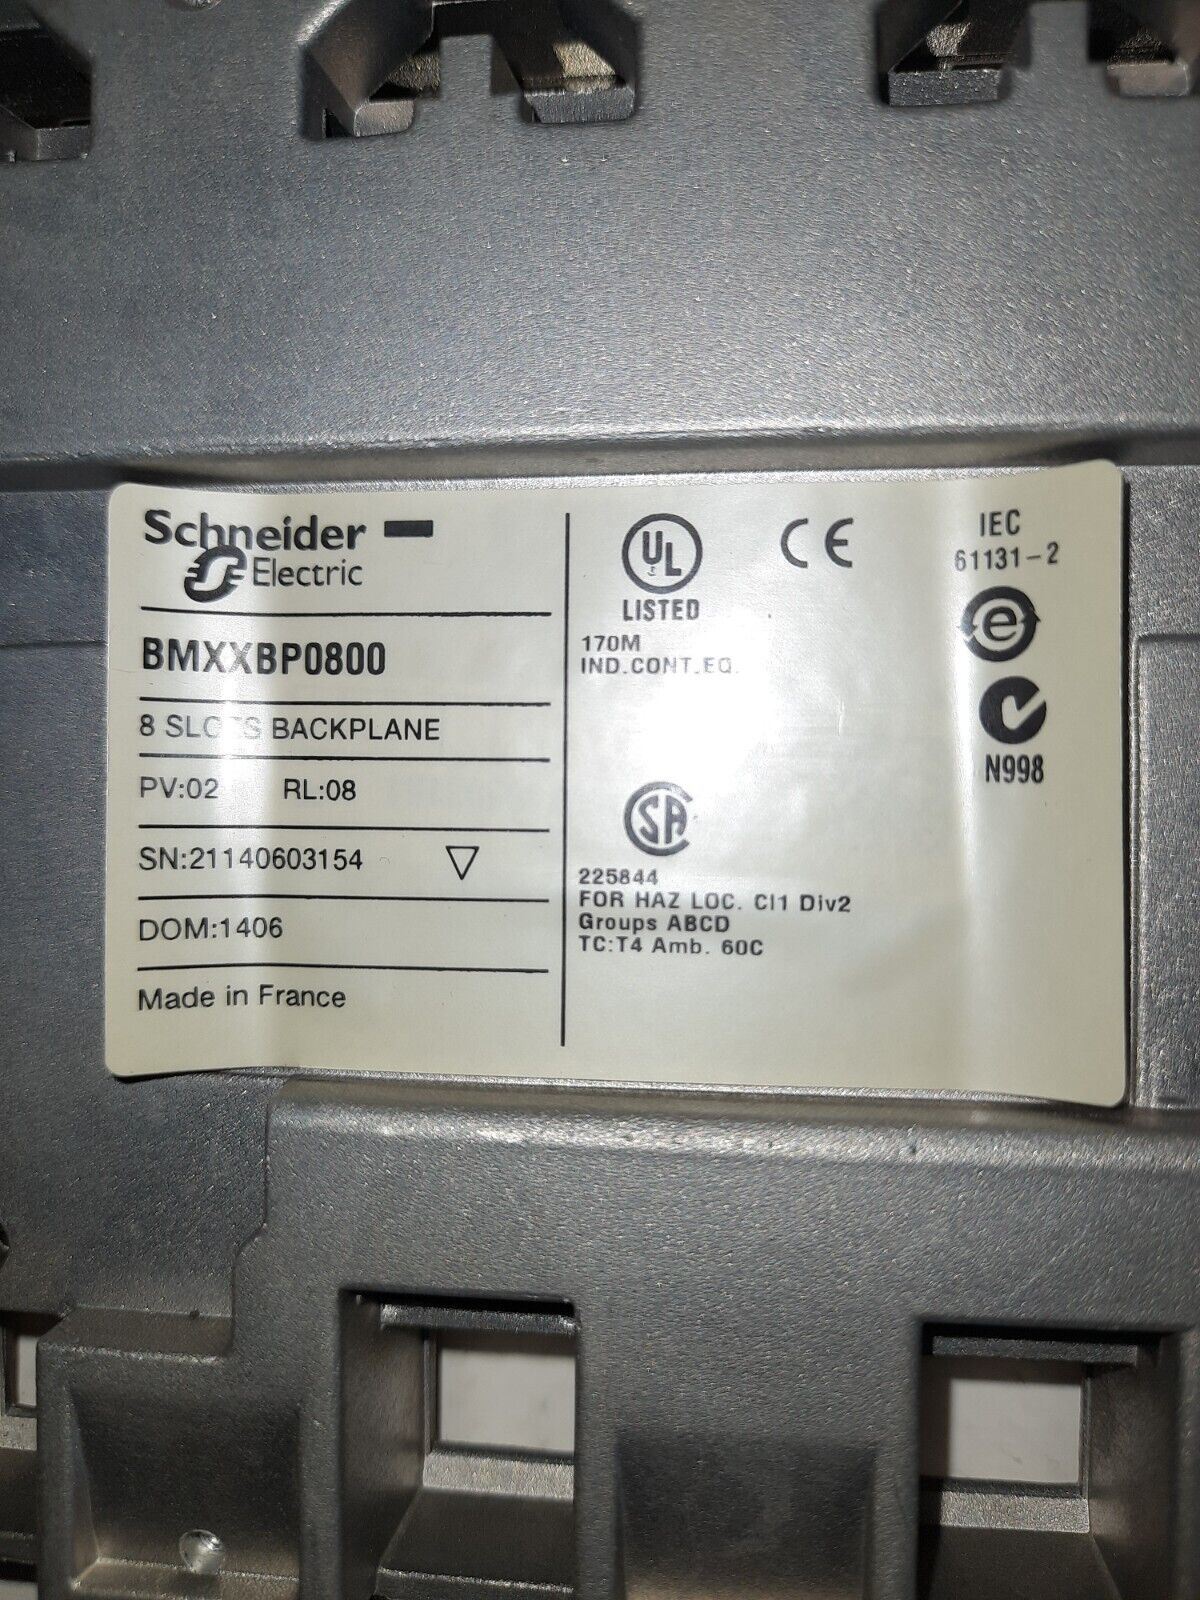 Schneider
Electric
BMXXBP0800
8 SLOTS BACKPLANE
PV:02 RL:08
SN:21140603154
DOM:1406
Made in France
UL
LISTED
170M
IND.CONT.EQ.
CE
IEC
61131-2
e
N998
SA
225844
FOR HAZ LOC. Cl1 Div2
Groups ABCD
TC:T4 Amb. 60C